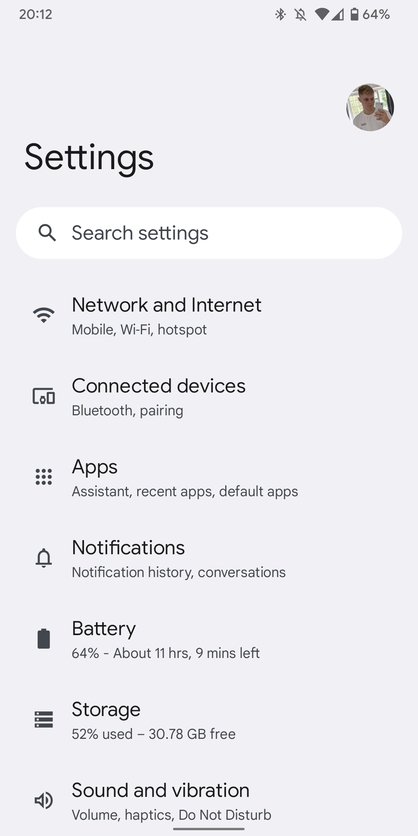 20:12
64%
Settings
Search settings
Network and Internet
Mobile, Wi-Fi, hotspot
Connected devices
Bluetooth, pairing
Apps
Assistant, recent apps, default apps
Notifications
Notification history, conversations
Battery
64% - About 11 hrs, 9 mins left
Storage
52% used – 30.78 GB free
Sound and vibration
Volume, haptics, Do Not Disturb